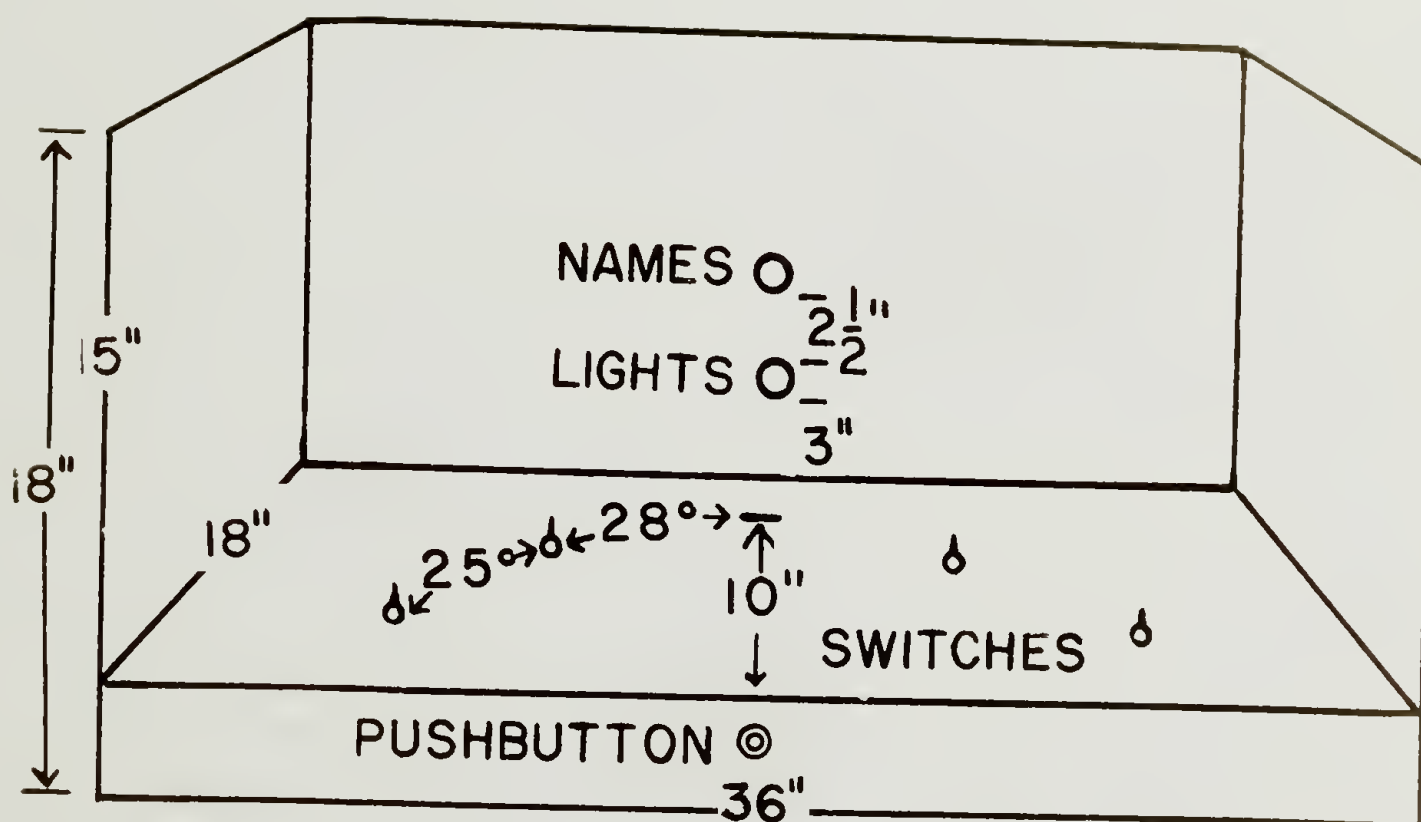 NAMES
2 1/2"
15"
LIGHTS
3"
18"
28°
18"
25°
10"
SWITCHES
PUSHBUTTON
36"